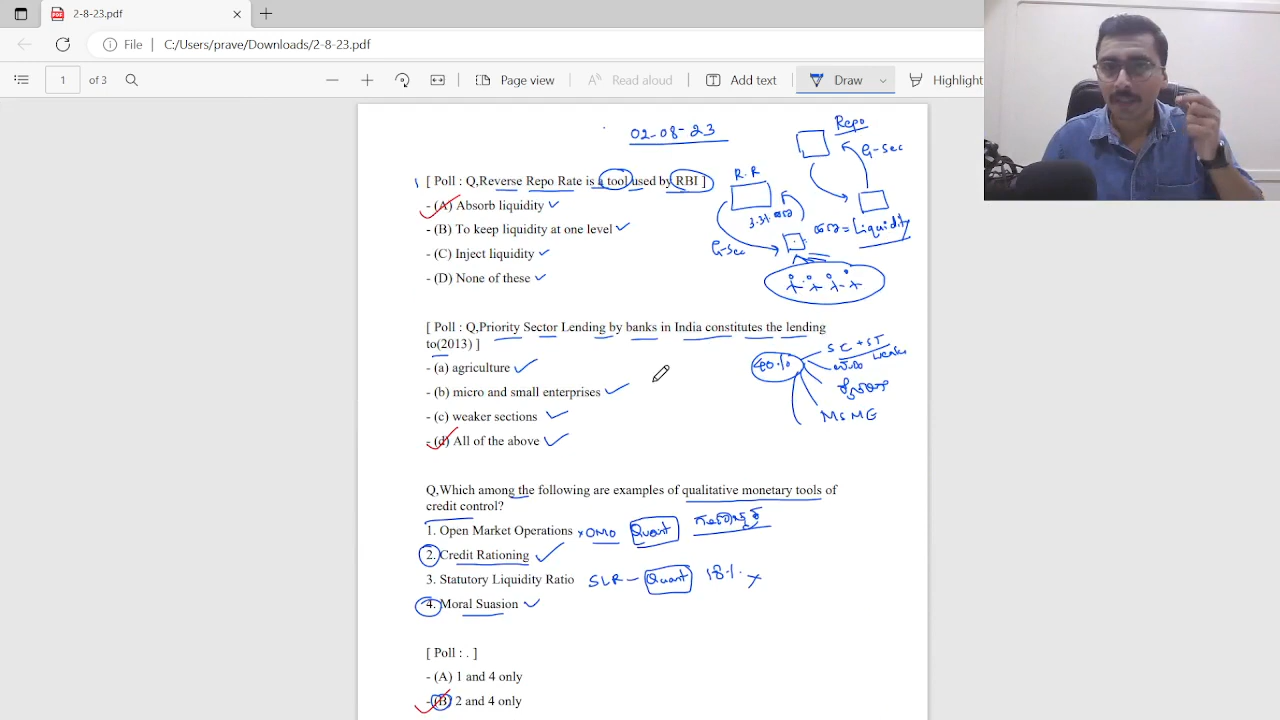 2-8-23.pdf
File C:/Users/prave/Downloads/2-8-23.pdf
1 of 3 Page view Read aloud Add text Draw Highlight
02-08-23
Repo
G-sec
R.R
3.31
G-sec
= Liquidity
1 [ Poll : Q,Reverse Repo Rate is a tool used by RBI ]
- (A) Absorb liquidity
- (B) To keep liquidity at one level
- (C) Inject liquidity
- (D) None of these
[ Poll : Q,Priority Sector Lending by banks in India constitutes the lending
to(2013) ]
- (a) agriculture
- (b) micro and small enterprises
- (c) weaker sections
- (d) All of the above
40%
SC + ST
weaker
MSME
Q,Which among the following are examples of qualitative monetary tools of
credit control?
1. Open Market Operations × OMO Quant
2. Credit Rationing
3. Statutory Liquidity Ratio SLR - Quant 18%
4. Moral Suasion
[ Poll : . ]
- (A) 1 and 4 only
- (B) 2 and 4 only